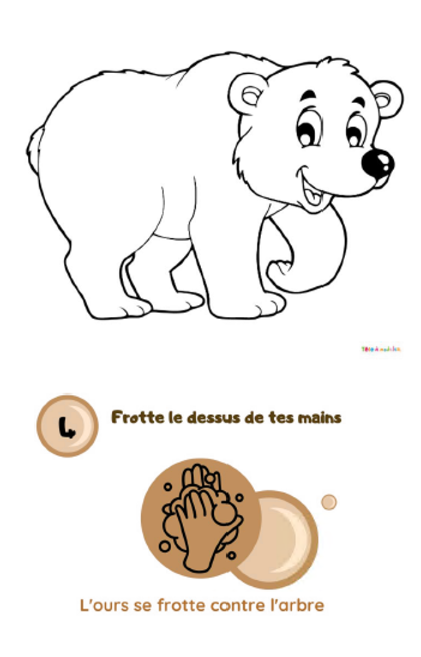 4
Frotte le dessus de tes mains
L'ours se frotte contre l'arbre